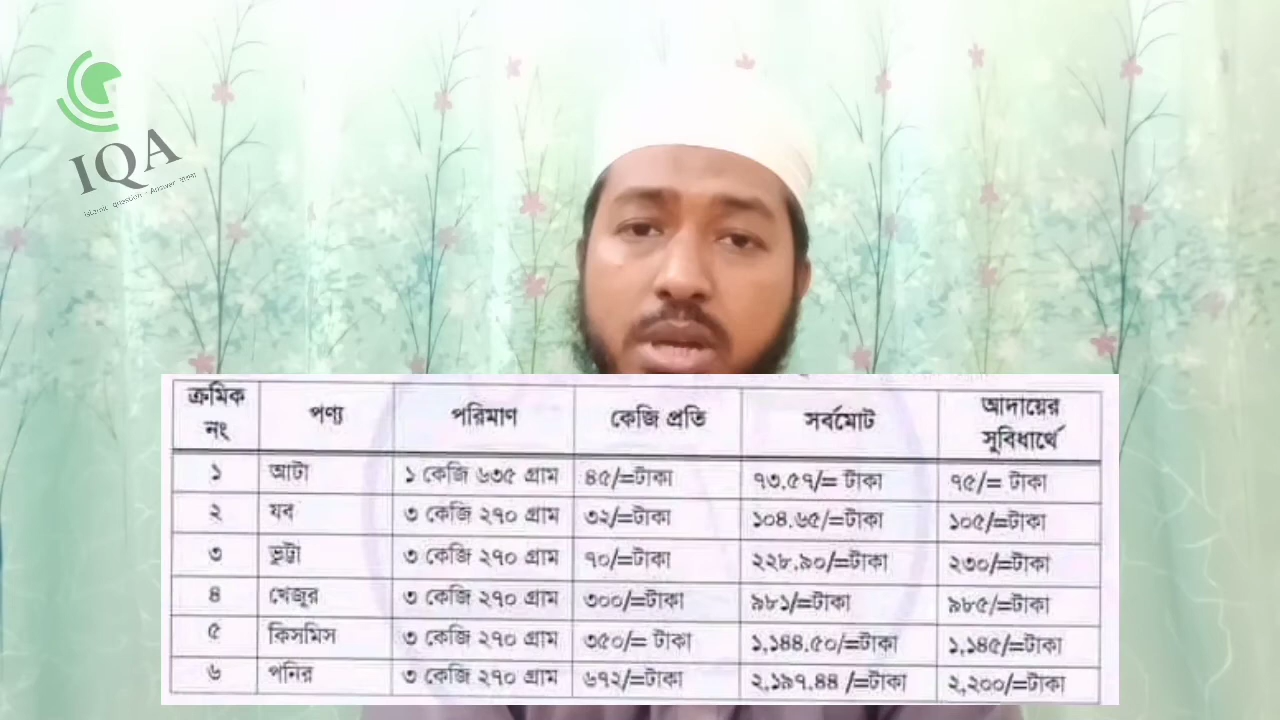 IQA
Islamic Question - Answer
ক্রমিক নং	পণ্য	পরিমাণ	কেজি প্রতি	সর্বমোট	আদায়ের সুবিধার্থে
১	আটা	১ কেজি ৬৩৫ গ্রাম	৪৫/=টাকা	৭৩.৫৭/= টাকা	৭৫/= টাকা
২	যব	৩ কেজি ২৭০ গ্রাম	৩২/=টাকা	১০৪.৬৫/=টাকা	১০৫/=টাকা
৩	ভুট্টা	৩ কেজি ২৭০ গ্রাম	৭০/=টাকা	২২৮.৯০/=টাকা	২৩০/=টাকা
৪	খেজুর	৩ কেজি ২৭০ গ্রাম	৩০০/=টাকা	৯৮১/=টাকা	৯৮৫/=টাকা
৫	কিসমিস	৩ কেজি ২৭০ গ্রাম	৩৫০/= টাকা	১,১৪৪.৫০/=টাকা	১,১৪৫/=টাকা
৬	পনির	৩ কেজি ২৭০ গ্রাম	৬৭২/=টাকা	২,১৯৭.৪৪ /=টাকা	২,২০০/=টাকা